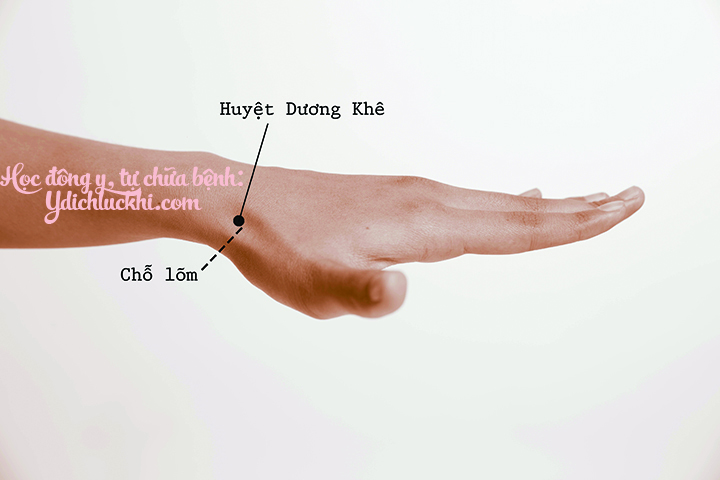 Huyệt Dương Khê
Học đông y, tự chữa bệnh:
Ydichluckhi.com
Chỗ lõm